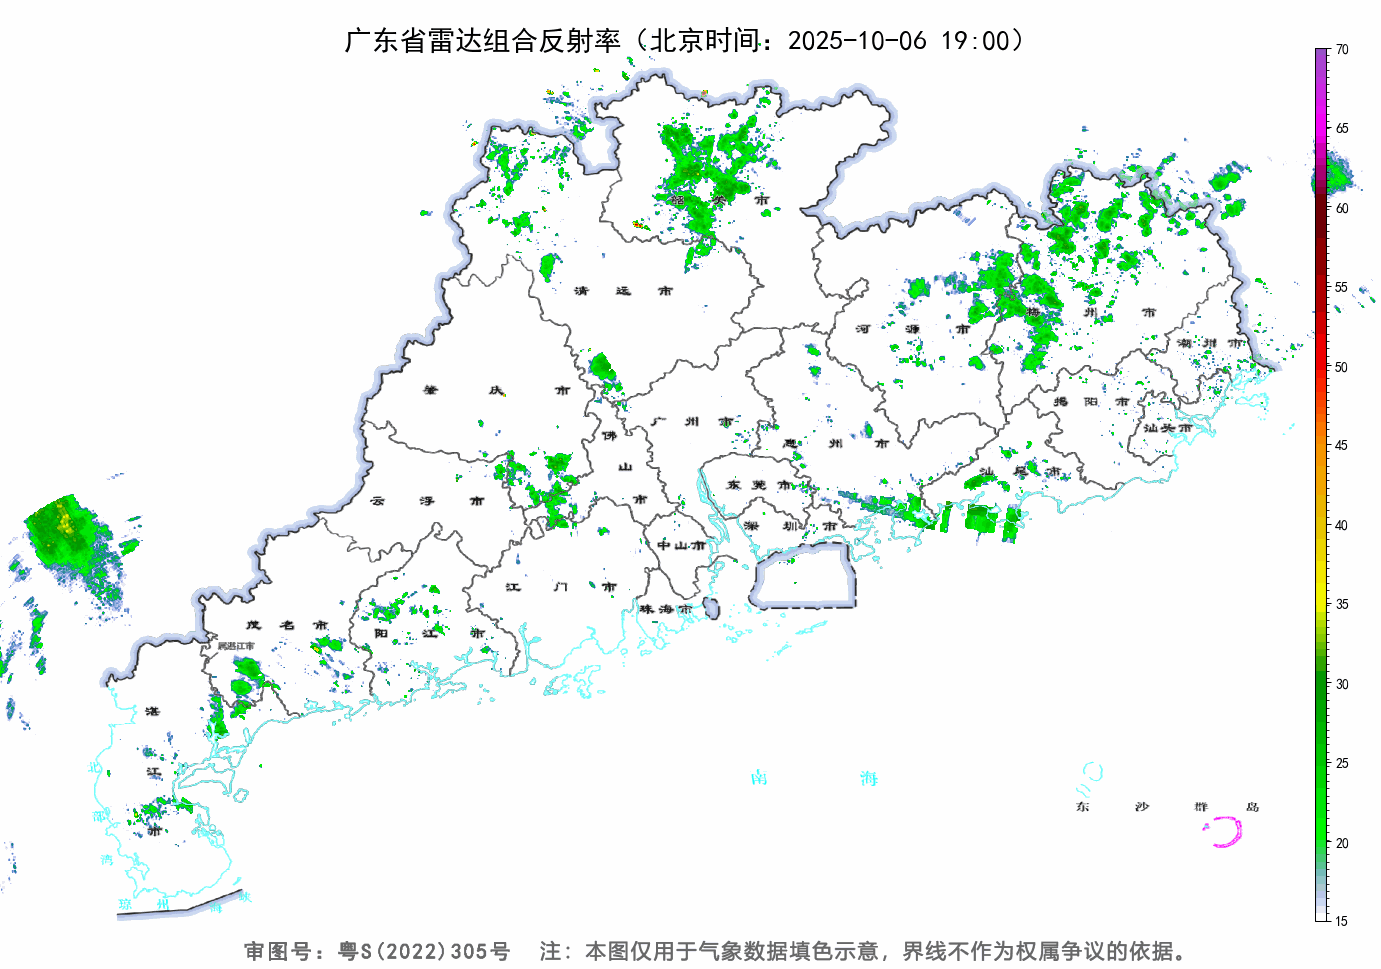 广东省雷达组合反射率（北京时间：2025-10-06 19:00）
70
65
60
55
50
45
40
35
30
25
20
15
韶关市
清远市
河源市
梅州市
潮州市
肇庆市
揭阳市
广州市
汕头市
佛山市
惠州市
汕尾市
东莞市
云浮市
深圳市
中山市
江门市
珠海市
茂名市
阳江市
属湛江市
湛江市
北部湾
南海
东沙群岛
琼州海峡
审图号：粤S(2022)305号 注：本图仅用于气象数据填色示意，界线不作为权属争议的依据。